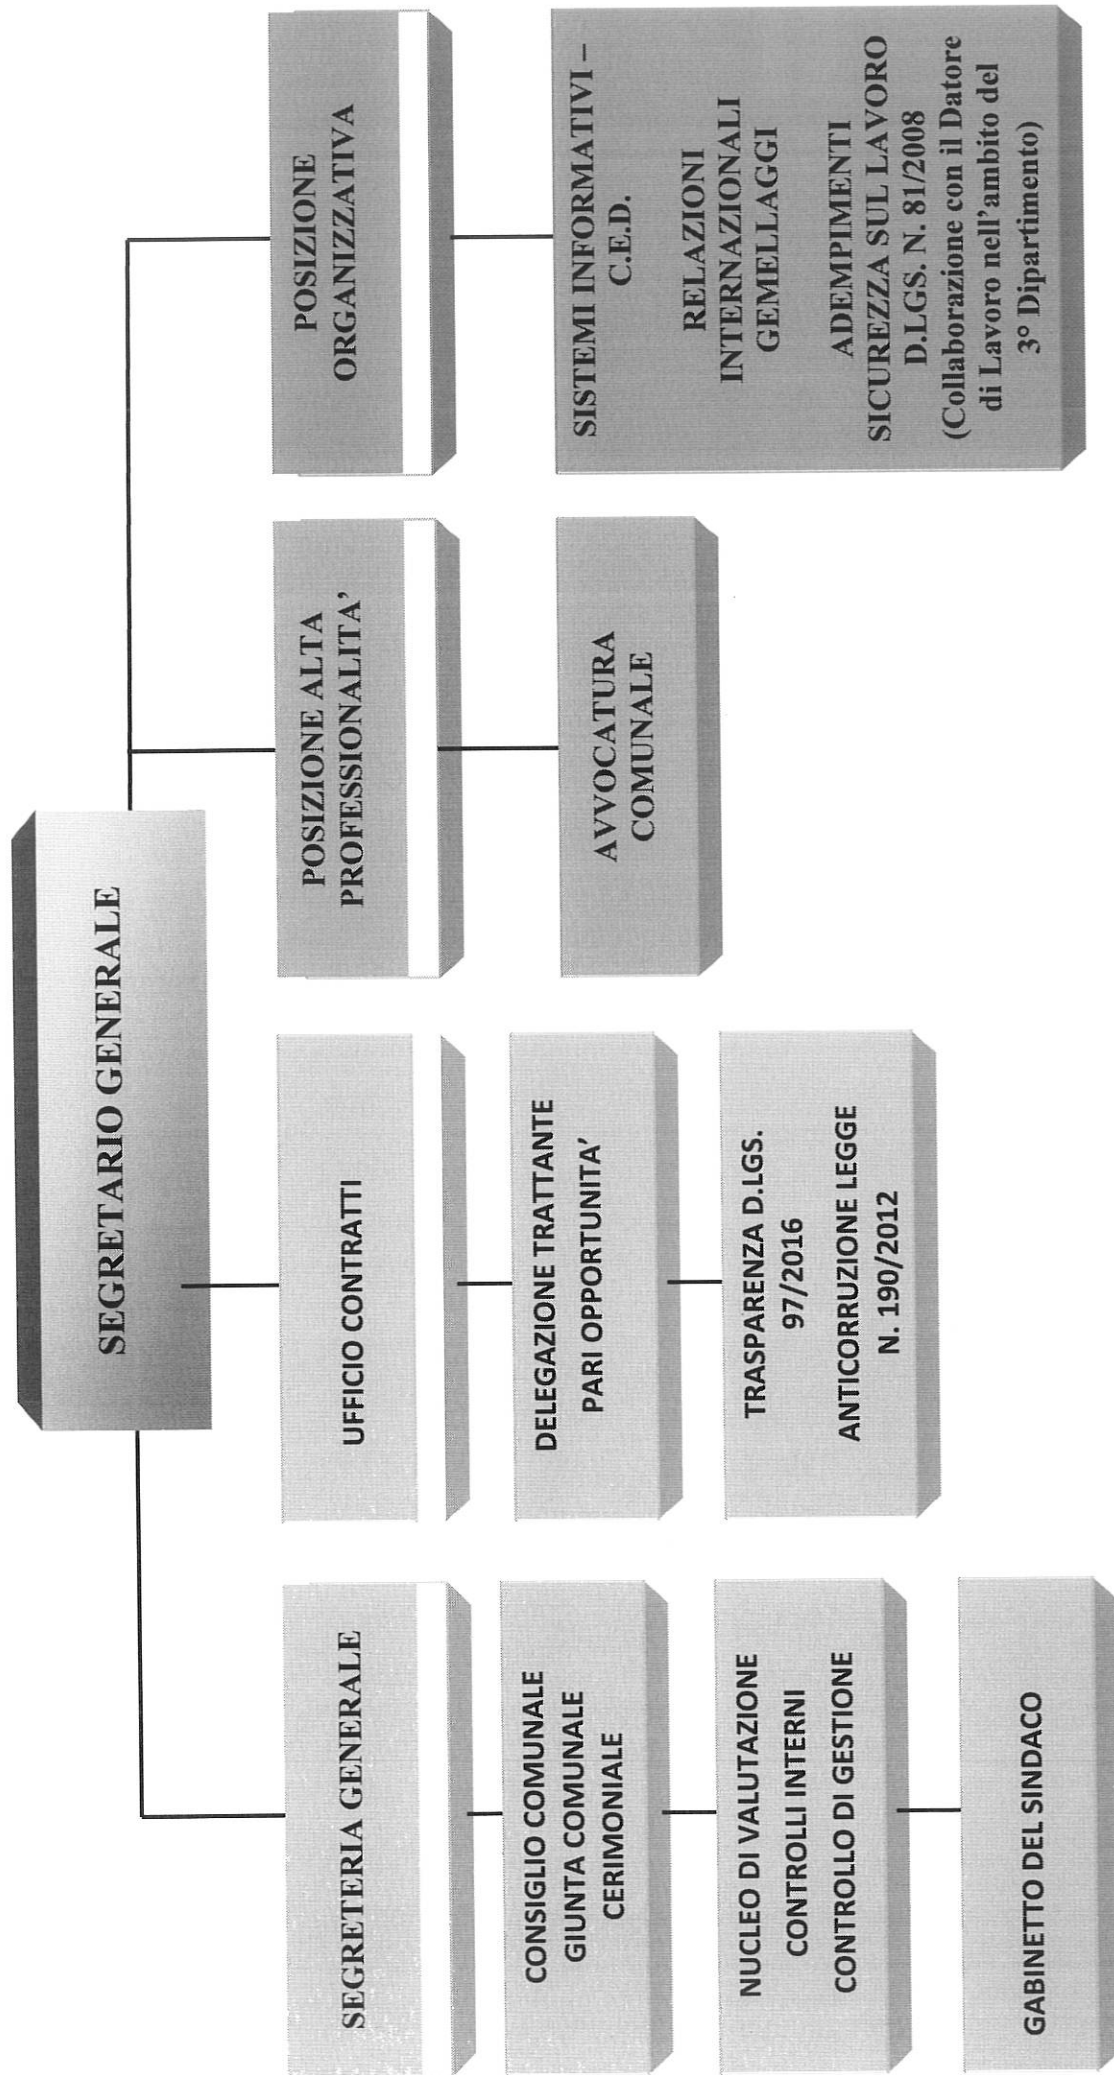 SEGRETARIO GENERALE
SEGRETERIA GENERALE
CONSIGLIO COMUNALE
GIUNTA COMUNALE
CERIMONIALE
NUCLEO DI VALUTAZIONE
CONTROLLI INTERNI
CONTROLLO DI GESTIONE
GABINETTO DEL SINDACO
UFFICIO CONTRATTI
DELEGAZIONE TRATTANTE
PARI OPPORTUNITA’
TRASPARENZA D.LGS.
97/2016
ANTICORRUZIONE LEGGE
N. 190/2012
POSIZIONE ALTA
PROFESSIONALITA’
AVVOCATURA
COMUNALE
POSIZIONE
ORGANIZZATIVA
SISTEMI INFORMATIVI –
C.E.D.
RELAZIONI
INTERNAZIONALI
GEMELLAGGI
ADEMPIMENTI
SICUREZZA SUL LAVORO
D.LGS. N. 81/2008
(Collaborazione con il Datore
di Lavoro nell’ambito del
3° Dipartimento)